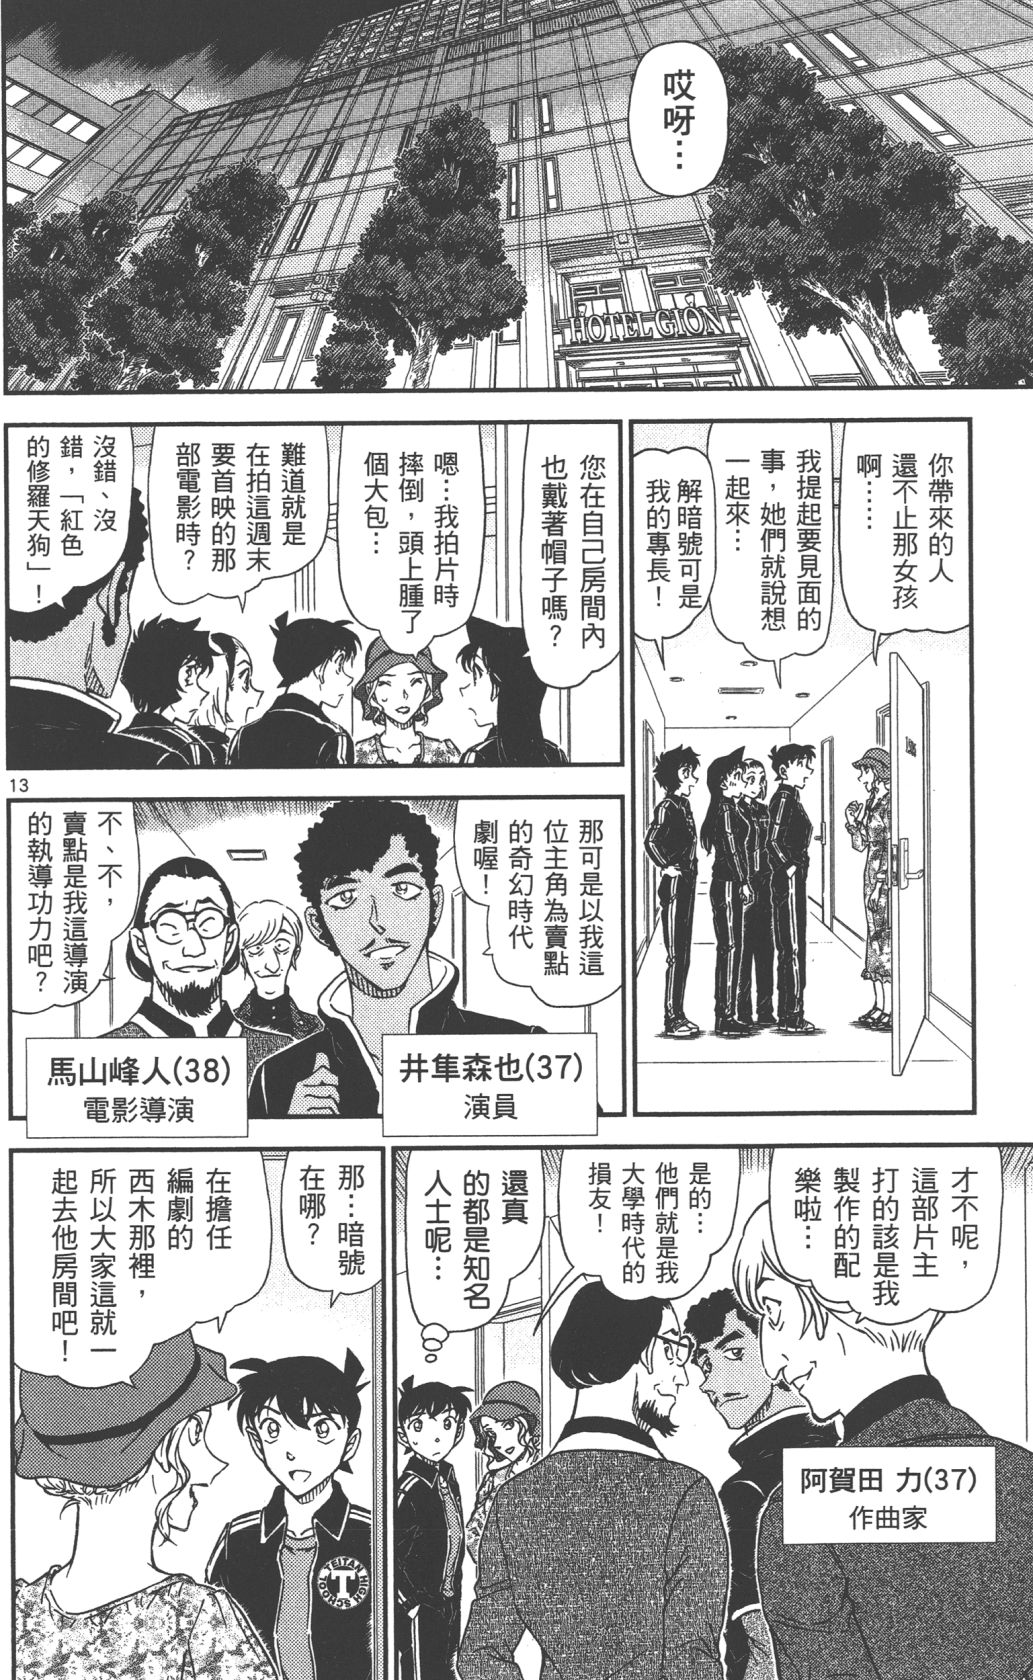 哎呀…
HOTEL GION
你帶來的人
還不止那女孩
啊……
我提起要見面的
事，她們就說想
一起來…
解暗號可是
我的專長！
您在自己房間內
也戴著帽子嗎？
嗯…我拍片時
摔倒，頭上腫了
個大包…
難道就是
在拍這週末
要首映的那
部電影時？
沒錯、沒
錯，「紅色
的修羅天狗」！
13
那可是以我這
位主角為賣點
的奇幻時代
劇喔！
井隼森也(37)
演員
不、不，
賣點是我這導演
的執導功力吧？
馬山峰人(38)
電影導演
才不呢，
這部片主
打的該是我
製作的配
樂啦…
阿賀田 力(37)
作曲家
是的…
他們就是我
大學時代的
損友！
還真
的都是知名
人士呢…
那…暗號
在哪？
在擔任
編劇的
西木那裡，
所以大家這就一
起去他房間吧！
TEITAN HIGH SCHOOL
T